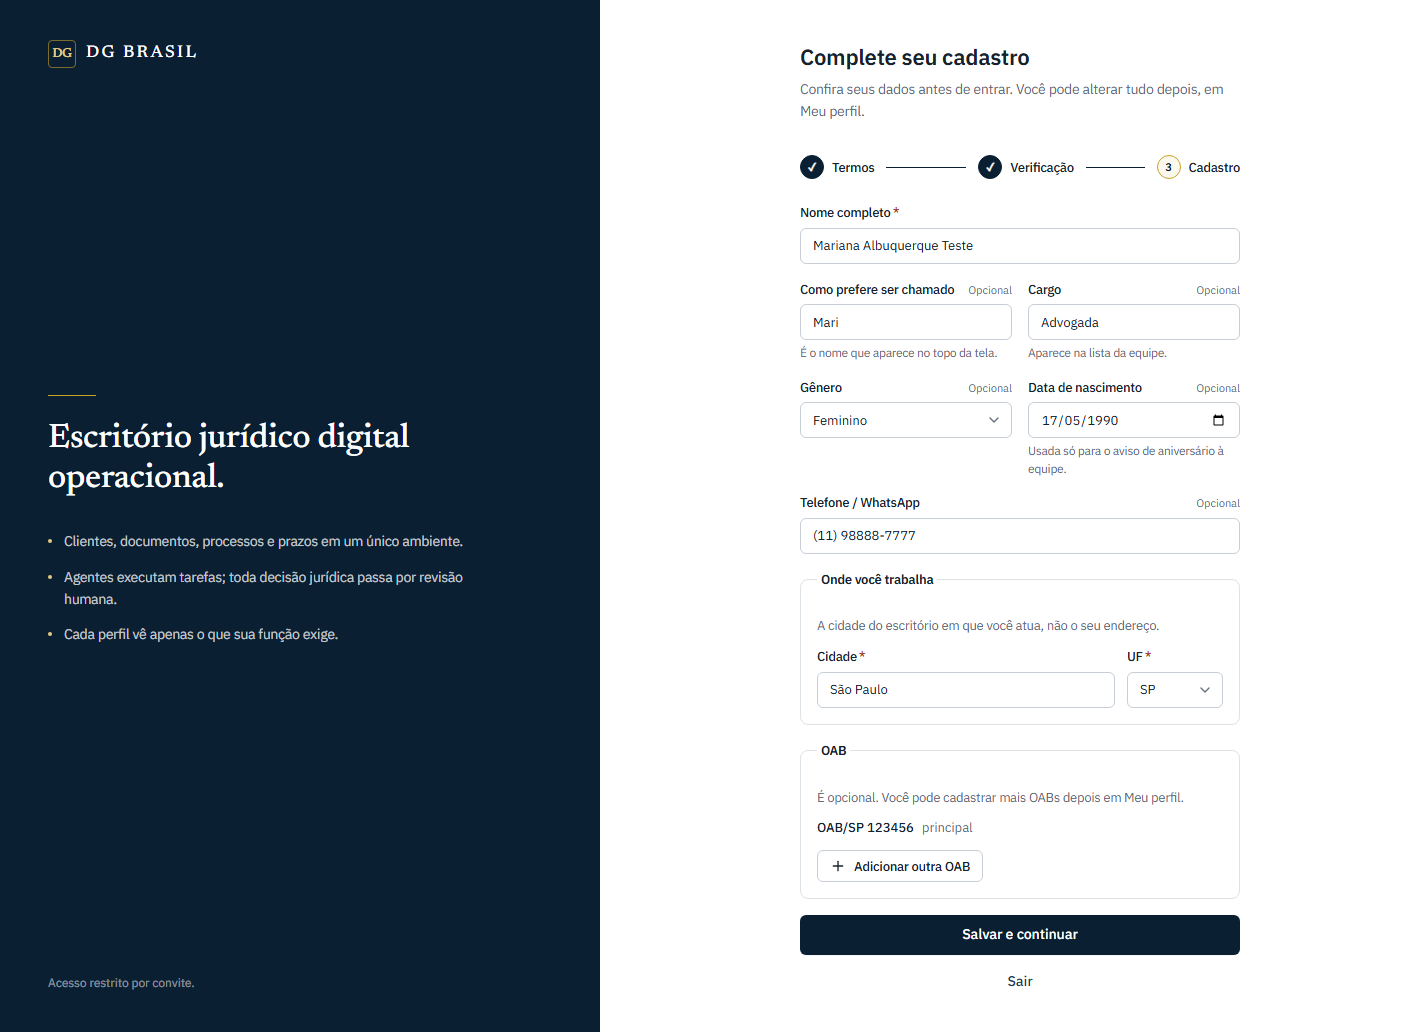 DG DG BRASIL
Escritório jurídico digital
operacional.
• Clientes, documentos, processos e prazos em um único ambiente.
• Agentes executam tarefas; toda decisão jurídica passa por revisão
humana.
• Cada perfil vê apenas o que sua função exige.
Acesso restrito por convite.
Complete seu cadastro
Confira seus dados antes de entrar. Você pode alterar tudo depois, em
Meu perfil.
Termos Verificação 3 Cadastro
Nome completo *
Mariana Albuquerque Teste
Como prefere ser chamado Opcional Cargo Opcional
Mari Advogada
É o nome que aparece no topo da tela. Aparece na lista da equipe.
Gênero Opcional Data de nascimento Opcional
Feminino 17/05/1990
Usada só para o aviso de aniversário à
equipe.
Telefone / WhatsApp Opcional
(11) 98888-7777
Onde você trabalha
A cidade do escritório em que você atua, não o seu endereço.
Cidade * UF *
São Paulo SP
OAB
É opcional. Você pode cadastrar mais OABs depois em Meu perfil.
OAB/SP 123456 principal
+ Adicionar outra OAB
Salvar e continuar
Sair